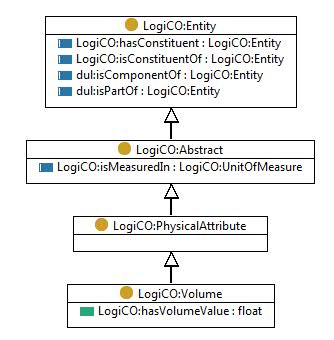 LogiCO:Entity
LogiCO:hasConstituent : LogiCO:Entity
LogiCO:isConstituentOf : LogiCO:Entity
dul:isComponentOf : LogiCO:Entity
dul:isPartOf : LogiCO:Entity
LogiCO:Abstract
LogiCO:isMeasuredIn : LogiCO:UnitOfMeasure
LogiCO:PhysicalAttribute
LogiCO:Volume
LogiCO:hasVolumeValue : float